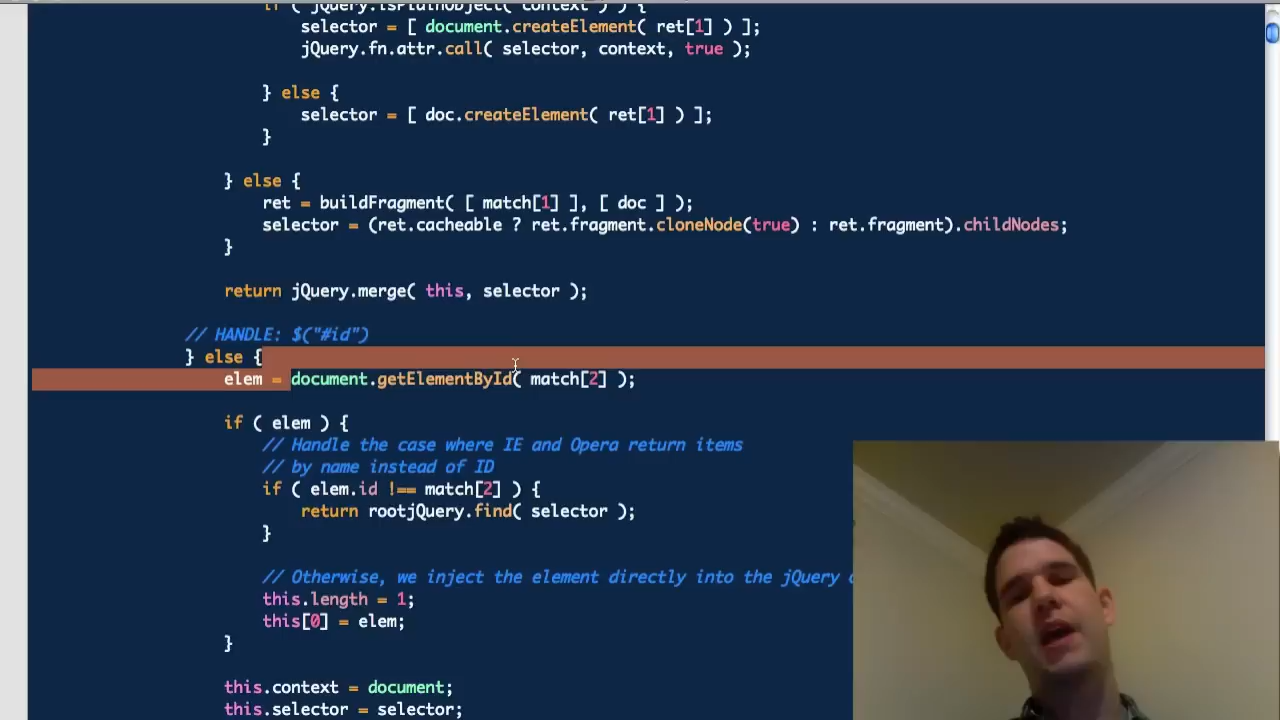 if ( jQuery.isPlainObject( context ) ) {
selector = [ document.createElement( ret[1] ) ];
jQuery.fn.attr.call( selector, context, true );
} else {
selector = [ doc.createElement( ret[1] ) ];
}
} else {
ret = buildFragment( [ match[1] ], [ doc ] );
selector = (ret.cacheable ? ret.fragment.cloneNode(true) : ret.fragment).childNodes;
}
return jQuery.merge( this, selector );
// HANDLE: $("#id")
} else {
elem = document.getElementById( match[2] );
if ( elem ) {
// Handle the case where IE and Opera return items
// by name instead of ID
if ( elem.id !== match[2] ) {
return rootjQuery.find( selector );
}
// Otherwise, we inject the element directly into the jQuery
this.length = 1;
this[0] = elem;
}
this.context = document;
this.selector = selector;